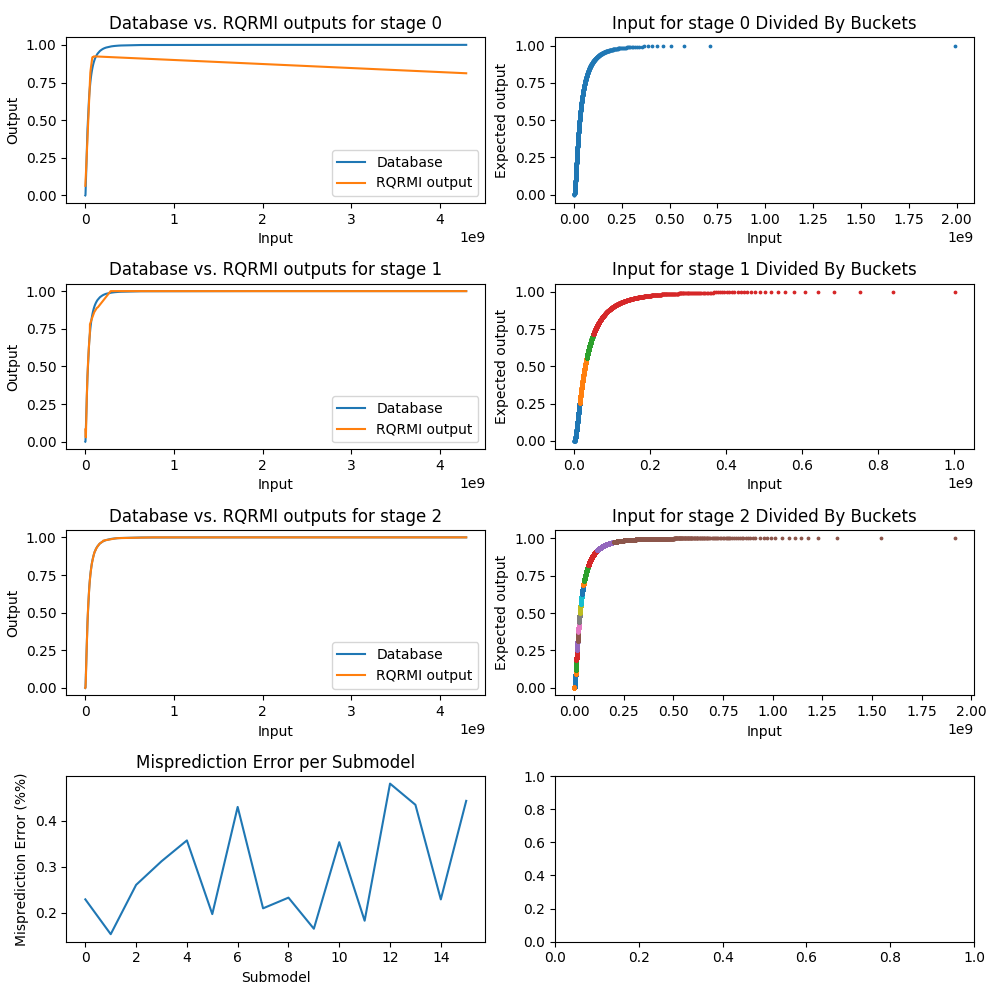 Database vs. RQRMI outputs for stage 0
Output
1.00
0.75
0.50
0.25
0.00
Database
RQRMI output
0 1 2 3 4
1e9
Input
Input for stage 0 Divided By Buckets
Expected output
1.00
0.75
0.50
0.25
0.00
0.00 0.25 0.50 0.75 1.00 1.25 1.50 1.75 2.00
1e9
Input
Database vs. RQRMI outputs for stage 1
Output
1.00
0.75
0.50
0.25
0.00
Database
RQRMI output
0 1 2 3 4
1e9
Input
Input for stage 1 Divided By Buckets
Expected output
1.00
0.75
0.50
0.25
0.00
0.0 0.2 0.4 0.6 0.8 1.0
1e9
Input
Database vs. RQRMI outputs for stage 2
Output
1.00
0.75
0.50
0.25
0.00
Database
RQRMI output
0 1 2 3 4
1e9
Input
Input for stage 2 Divided By Buckets
Expected output
1.00
0.75
0.50
0.25
0.00
0.00 0.25 0.50 0.75 1.00 1.25 1.50 1.75 2.00
1e9
Input
Misprediction Error per Submodel
Misprediction Error (%%)
0.4
0.3
0.2
0 2 4 6 8 10 12 14
Submodel
1.0
0.8
0.6
0.4
0.2
0.0
0.0 0.2 0.4 0.6 0.8 1.0